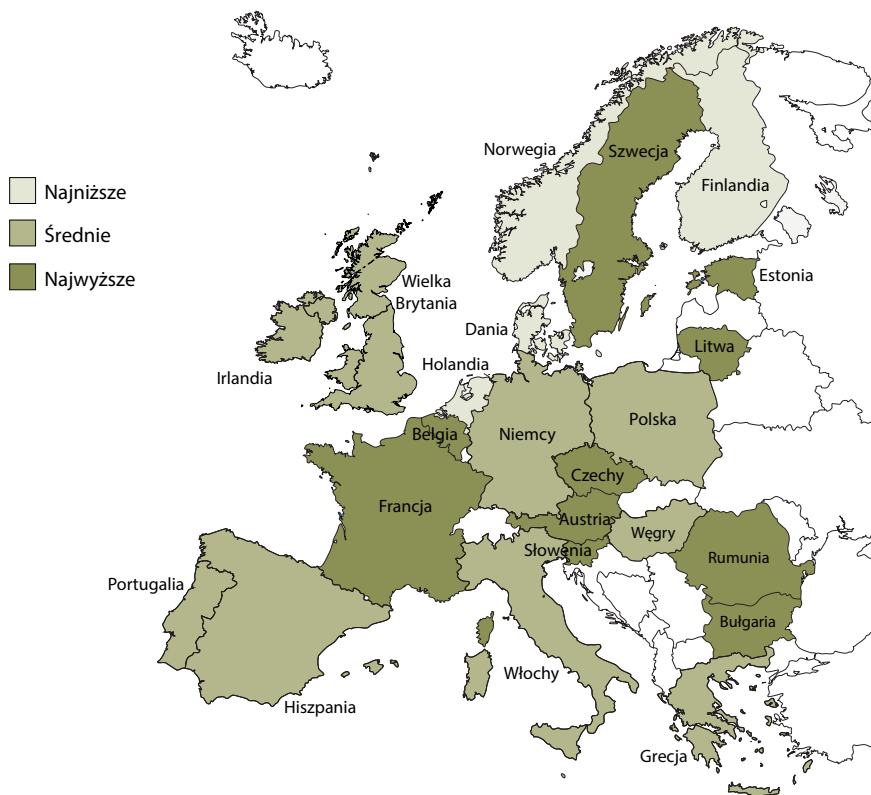 Najniższe
Średnie
Najwyższe
Norwegia
Szwecja
Finlandia
Estonia
Wielka
Brytania
Dania
Litwa
Irlandia
Holandia
Belgia
Niemcy
Polska
Czechy
Francja
Austria
Węgry
Słowenia
Rumunia
Portugalia
Bułgaria
Włochy
Hiszpania
Grecja